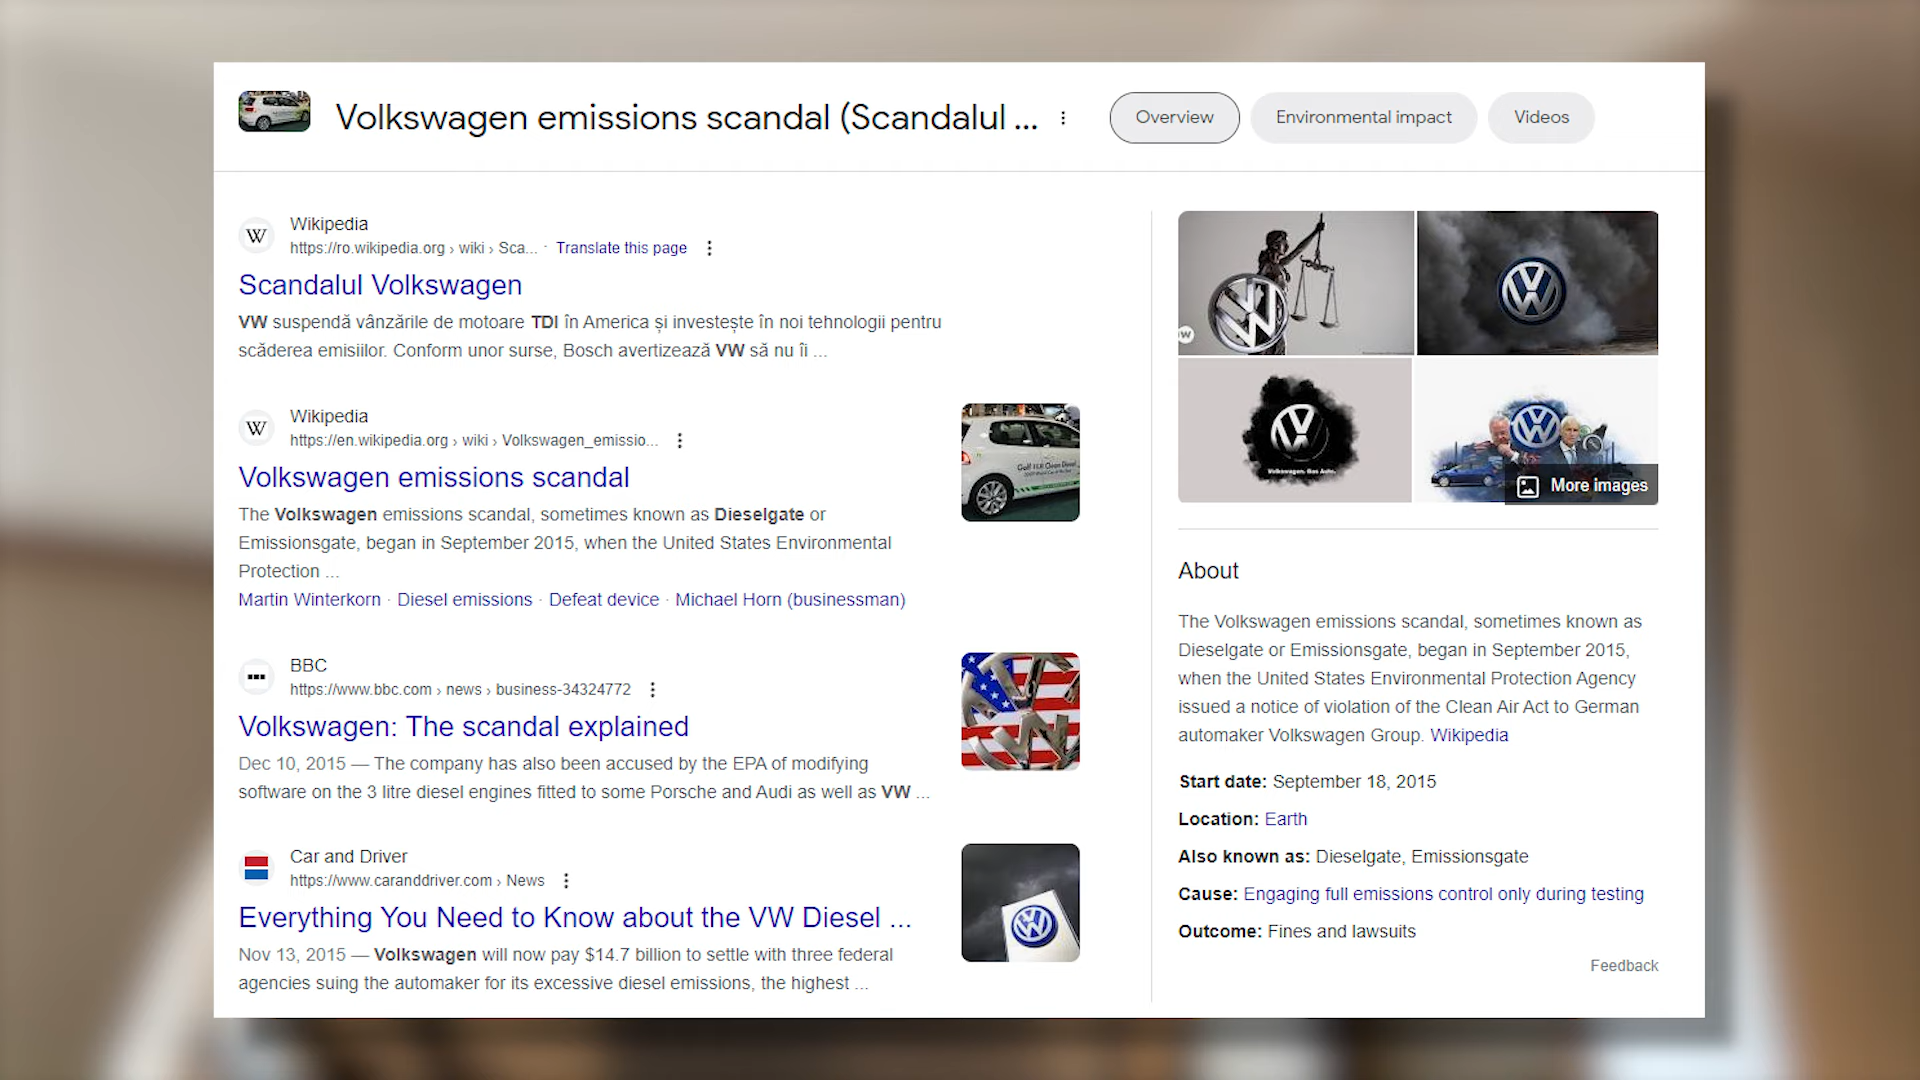 Volkswagen emissions scandal (Scandalul ...
Overview
Environmental impact
Videos
Wikipedia
https://ro.wikipedia.org › wiki › Sca... · Translate this page
Scandalul Volkswagen
VW suspendă vânzările de motoare TDI în America și investește în noi tehnologii pentru
scăderea emisiilor. Conform unor surse, Bosch avertizează VW să nu îi ...
Wikipedia
https://en.wikipedia.org › wiki › Volkswagen_emissio...
Volkswagen emissions scandal
The Volkswagen emissions scandal, sometimes known as Dieselgate or
Emissionsgate, began in September 2015, when the United States Environmental
Protection ...
Martin Winterkorn · Diesel emissions · Defeat device · Michael Horn (businessman)
BBC
https://www.bbc.com › news › business-34324772
Volkswagen: The scandal explained
Dec 10, 2015 — The company has also been accused by the EPA of modifying
software on the 3 litre diesel engines fitted to some Porsche and Audi as well as VW ...
Car and Driver
https://www.caranddriver.com › News
Everything You Need to Know about the VW Diesel ...
Nov 13, 2015 — Volkswagen will now pay $14.7 billion to settle with three federal
agencies suing the automaker for its excessive diesel emissions, the highest ...
Volkswagen. Gas Auto.
More images
About
The Volkswagen emissions scandal, sometimes known as
Dieselgate or Emissionsgate, began in September 2015,
when the United States Environmental Protection Agency
issued a notice of violation of the Clean Air Act to German
automaker Volkswagen Group. Wikipedia
Start date: September 18, 2015
Location: Earth
Also known as: Dieselgate, Emissionsgate
Cause: Engaging full emissions control only during testing
Outcome: Fines and lawsuits
Feedback